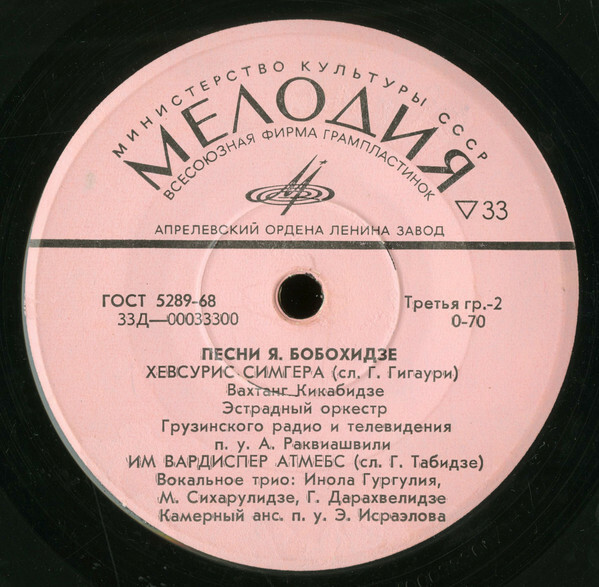 МИНИСТЕРСТВО КУЛЬТУРЫ СССР
МЕЛОДИЯ
ВСЕСОЮЗНАЯ ФИРМА ГРАМПЛАСТИНОК
▽33
АПРЕЛЕВСКИЙ ОРДЕНА ЛЕНИНА ЗАВОД
ГОСТ 5289-68 Третья гр.-2
33Д—00033300 0-70
ПЕСНИ Я. БОБОХИДЗЕ
ХЕВСУРИС СИМГЕРА (сл. Г. Гигаури)
Вахтанг Кикабидзе
Эстрадный оркестр
Грузинского радио и телевидения
п. у. А. Раквиашвили
ИМ ВАРДИСПЕР АТМЕБС (сл. Г. Табидзе)
Вокальное трио: Инола Гургулия,
М. Сихарулидзе, Г. Дарахвелидзе
Камерный анс. п. у. Э. Исраэлова